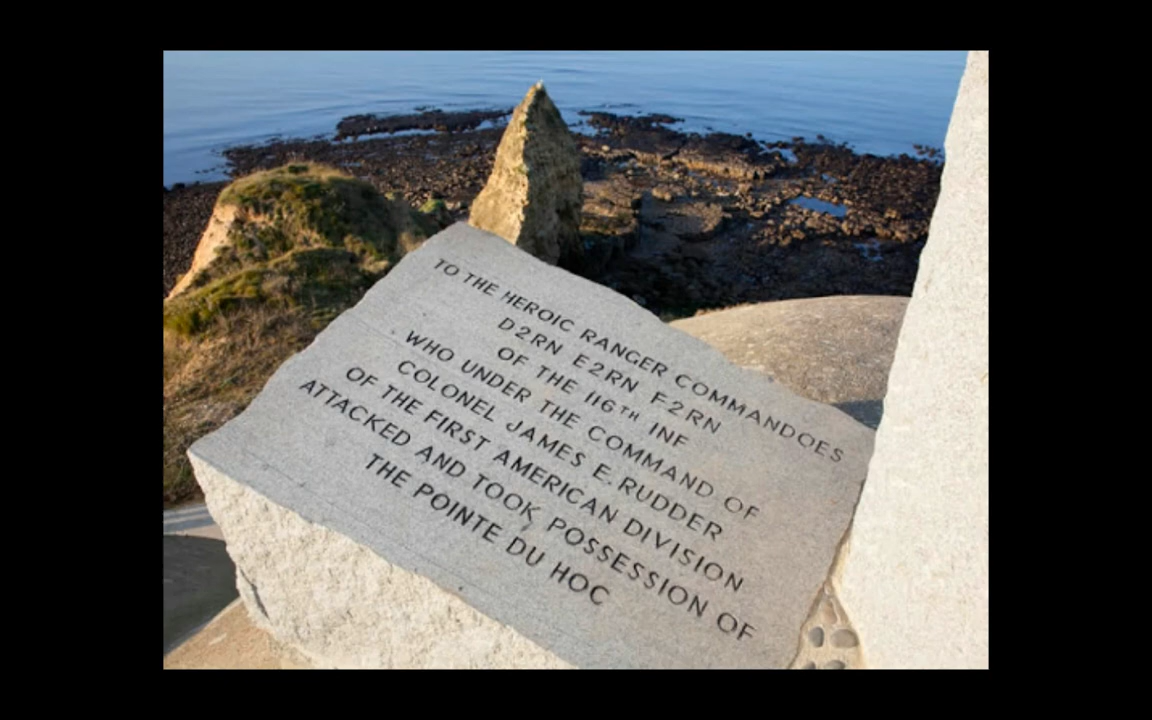 TO THE HEROIC RANGER COMMANDOES
D2RN E2RN F2RN
OF THE 116TH INF
WHO UNDER THE COMMAND OF
COLONEL JAMES E. RUDDER
OF THE FIRST AMERICAN DIVISION
ATTACKED AND TOOK POSSESSION OF
THE POINTE DU HOC